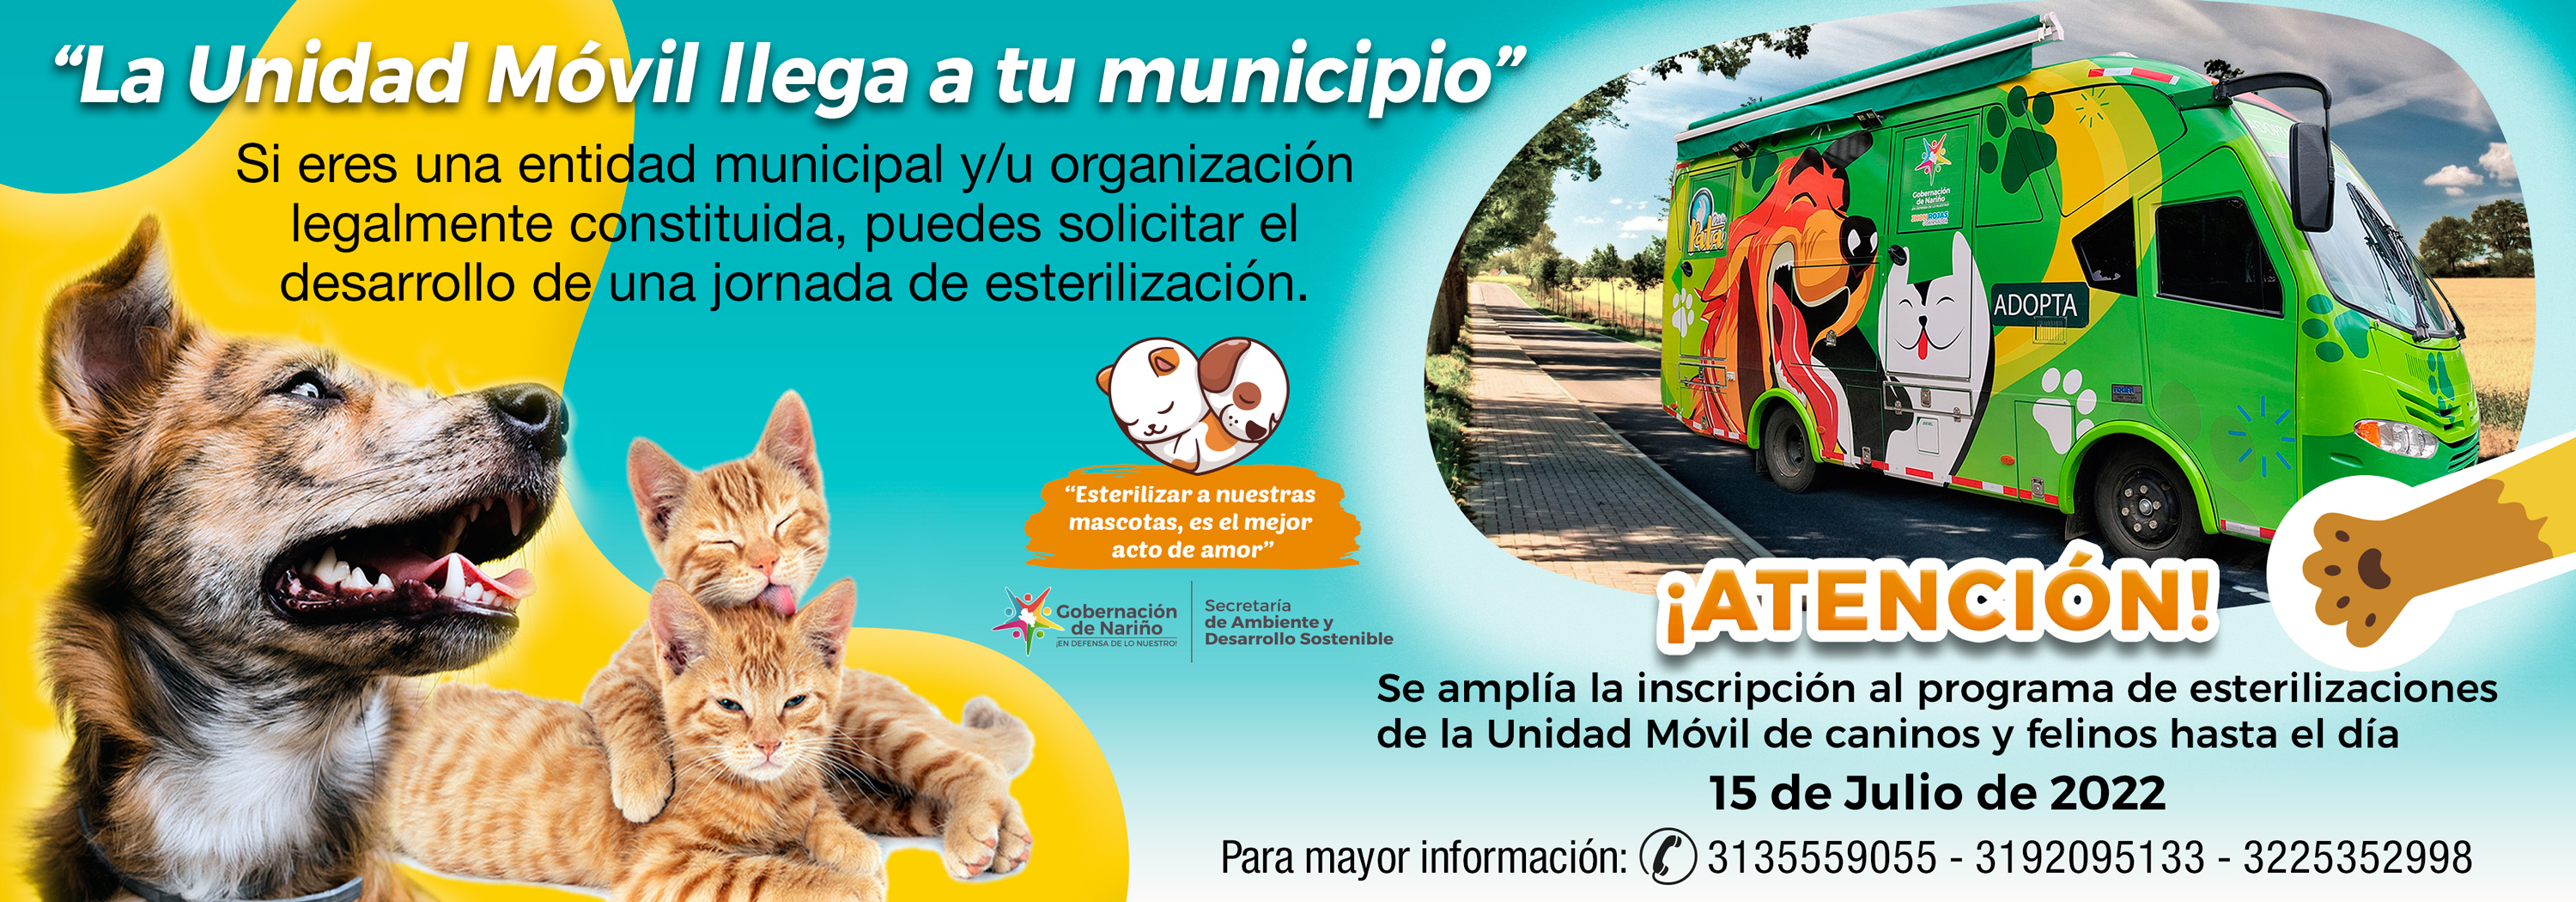 “La Unidad Móvil llega a tu municipio”
Si eres una entidad municipal y/u organización
legalmente constituida, puedes solicitar el
desarrollo de una jornada de esterilización.
“Esterilizar a nuestras
mascotas, es el mejor
acto de amor”
Gobernación
de Nariño
¡EN DEFENSA DE LO NUESTRO!
Secretaría
de Ambiente y
Desarrollo Sostenible
Gobernación
de Nariño
ADOPTA
¡ATENCIÓN!
Se amplía la inscripción al programa de esterilizaciones
de la Unidad Móvil de caninos y felinos hasta el día
15 de Julio de 2022
Para mayor información: 3135559055 - 3192095133 - 3225352998